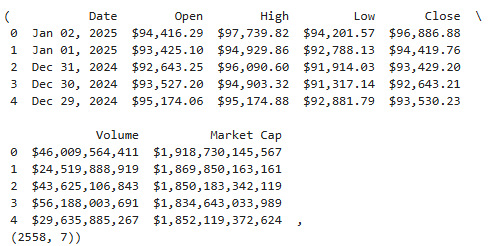 (           Date        Open        High         Low       Close  \
 0  Jan 02, 2025  $94,416.29  $97,739.82  $94,201.57  $96,886.88
 1  Jan 01, 2025  $93,425.10  $94,929.86  $92,788.13  $94,419.76
 2  Dec 31, 2024  $92,643.25  $96,090.60  $91,914.03  $93,429.20
 3  Dec 30, 2024  $93,527.20  $94,903.32  $91,317.14  $92,643.21
 4  Dec 29, 2024  $95,174.06  $95,174.88  $92,881.79  $93,530.23
            Volume          Market Cap
 0  $46,009,564,411  $1,918,730,145,567
 1  $24,519,888,919  $1,869,850,163,161
 2  $43,625,106,843  $1,850,183,342,119
 3  $56,188,003,691  $1,834,643,033,989
 4  $29,635,885,267  $1,852,119,372,624  ,
 (2558, 7))